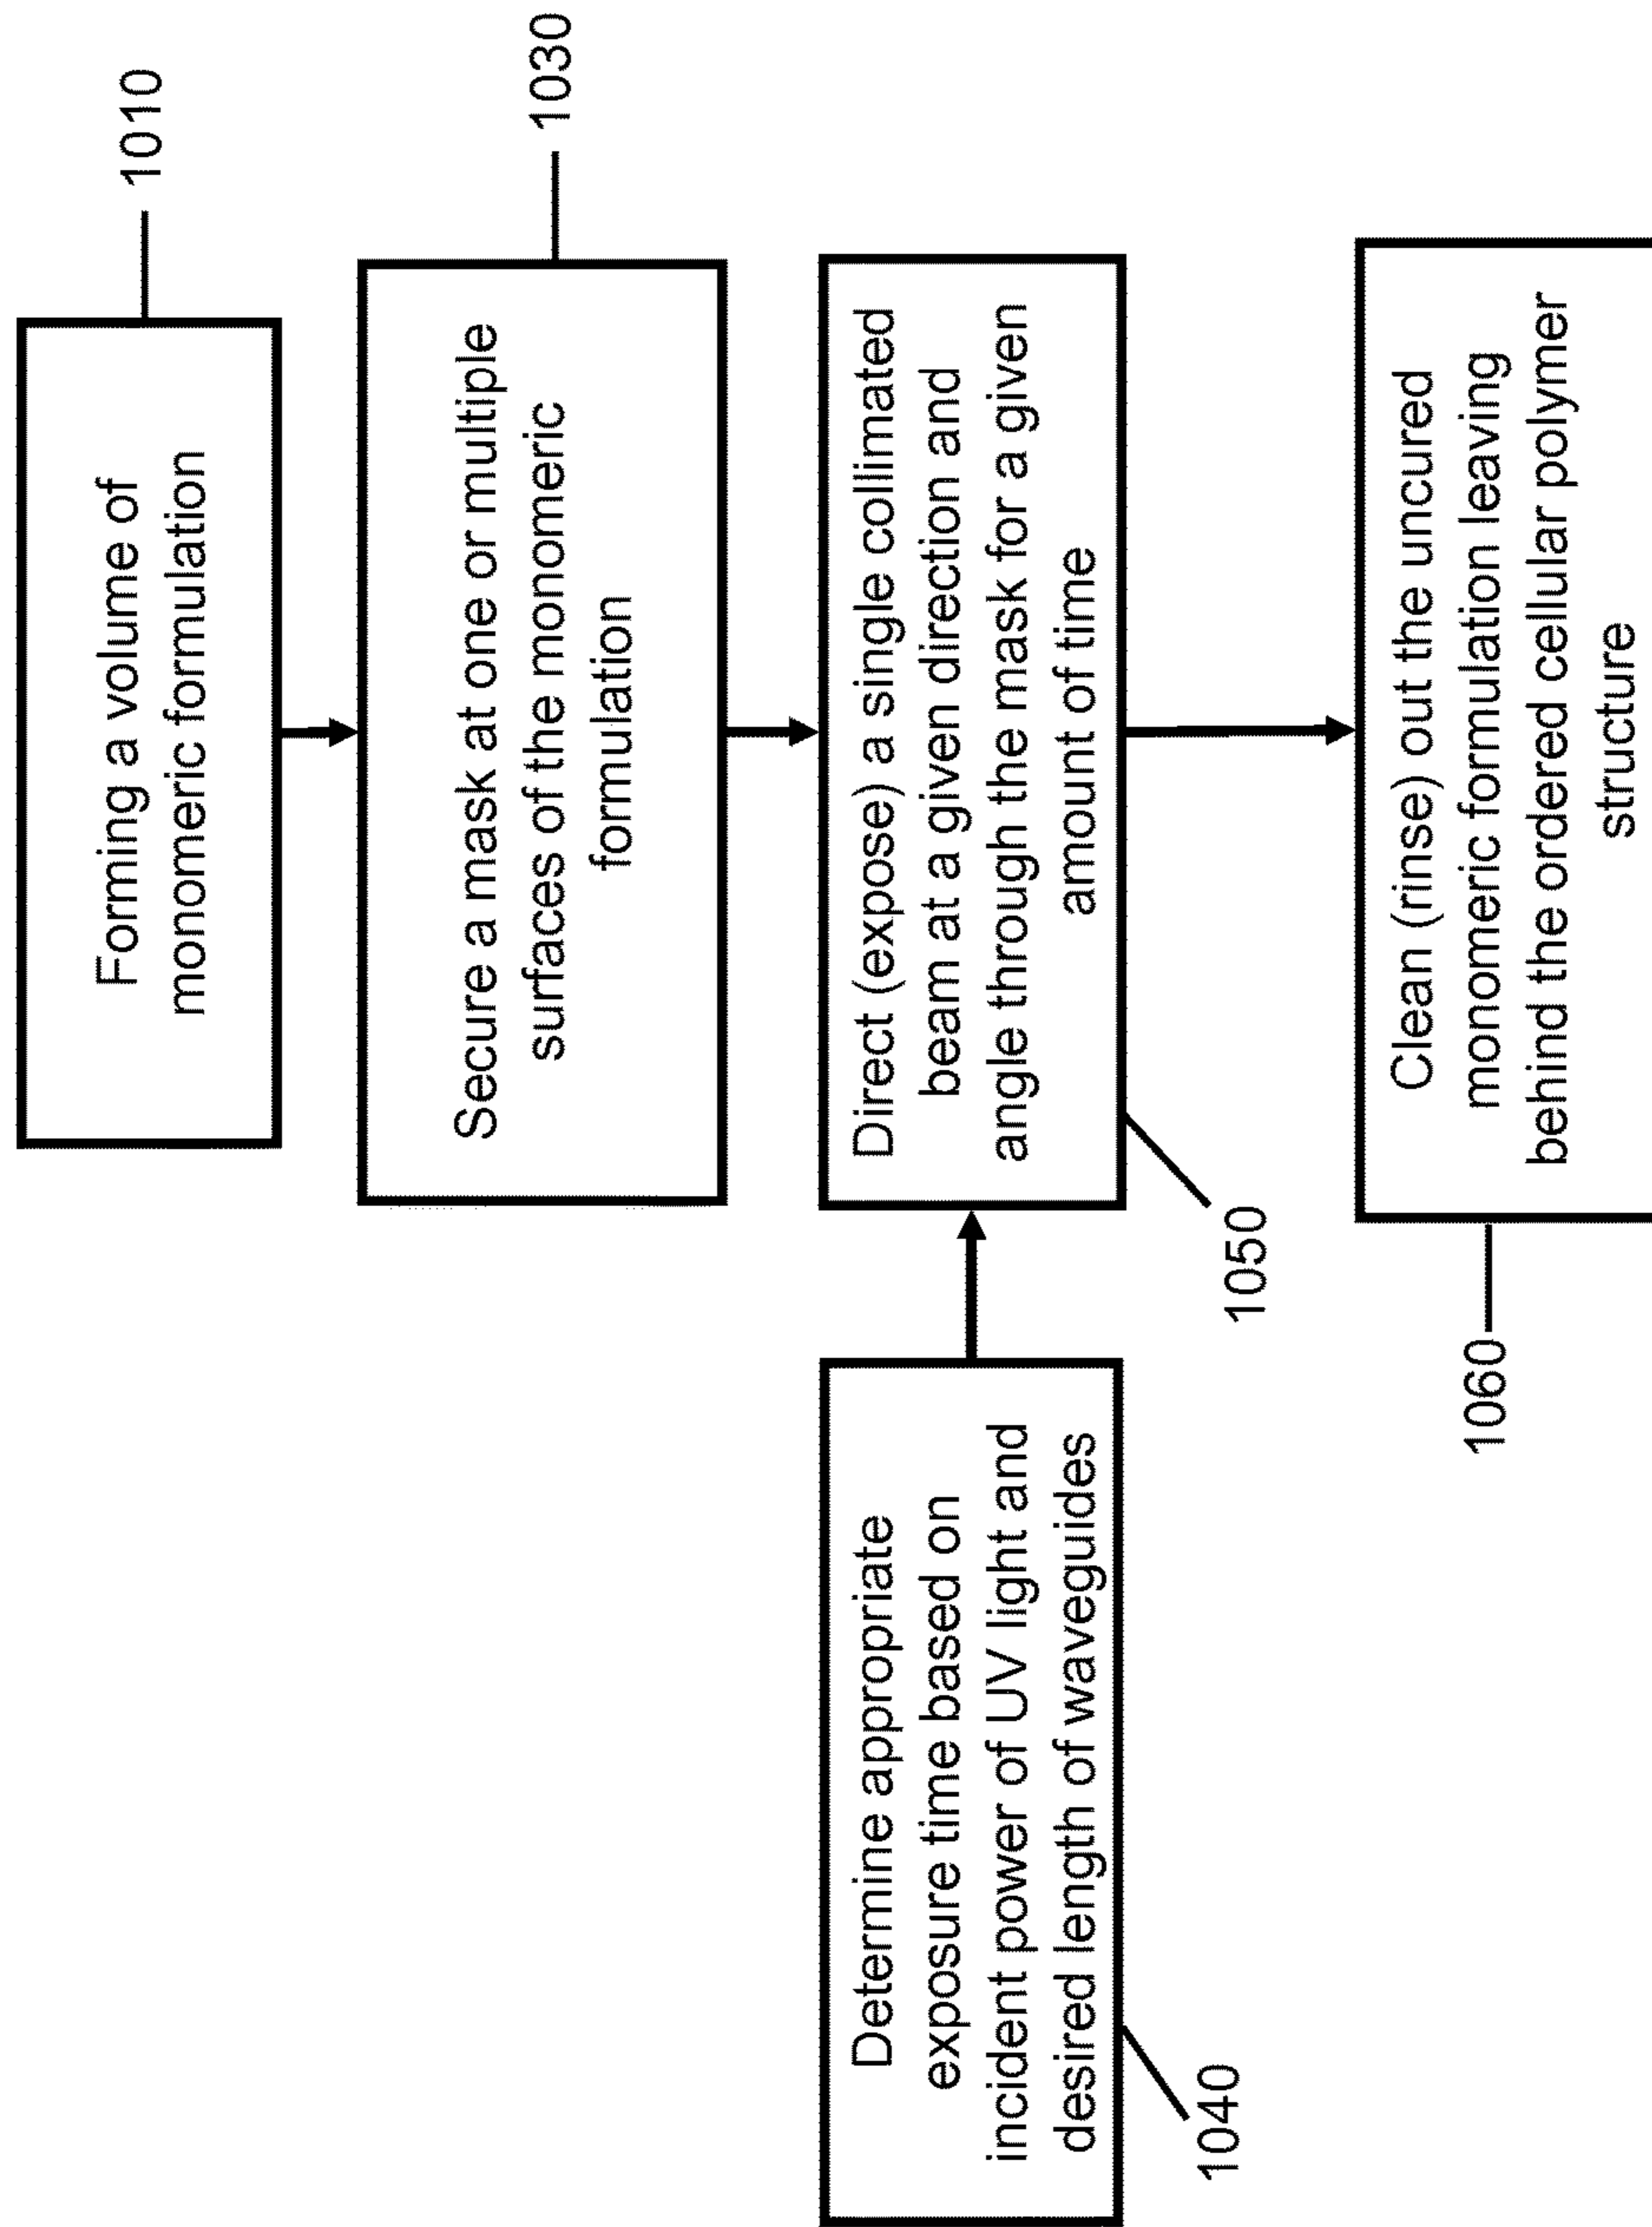 Forming a volume of
monomeric formulation
1010
Secure a mask at one or multiple
surfaces of the monomeric
formulation
1030
Determine appropriate
exposure time based on
incident power of UV light and
desired length of waveguides
1040
Direct (expose) a single collimated
beam at a given direction and
angle through the mask for a given
amount of time
1050
Clean (rinse) out the uncured
monomeric formulation leaving
behind the ordered cellular polymer
structure
1060